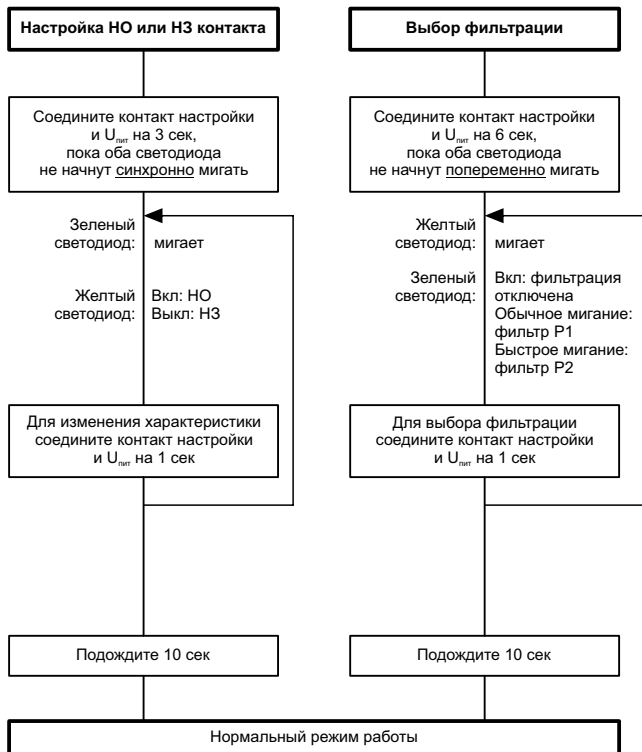 Настройка НО или НЗ контакта
Соедините контакт настройки
и Uпит на 3 сек,
пока оба светодиода
не начнут синхронно мигать
Зеленый
светодиод: мигает
Желтый Вкл: НО
светодиод: Выкл: НЗ
Для изменения характеристики
соедините контакт настройки
и Uпит на 1 сек
Подождите 10 сек
Выбор фильтрации
Соедините контакт настройки
и Uпит на 6 сек,
пока оба светодиода
не начнут попеременно мигать
Желтый
светодиод: мигает
Зеленый Вкл: фильтрация
светодиод: отключена
Обычное мигание:
фильтр P1
Быстрое мигание:
фильтр P2
Для выбора фильтрации
соедините контакт настройки
и Uпит на 1 сек
Подождите 10 сек
Нормальный режим работы